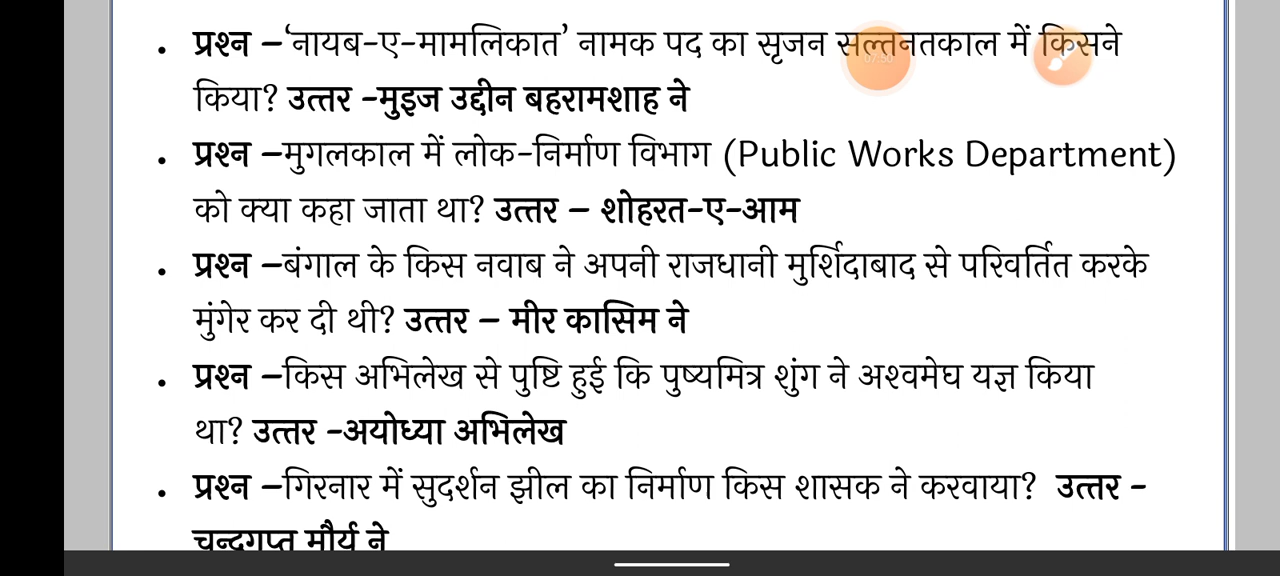 • प्रश्न –‘नायब-ए-मामलिकात’ नामक पद का सृजन सल्तनतकाल में किसने
किया? उत्तर -मुइज उद्दीन बहरामशाह ने
• प्रश्न –मुगलकाल में लोक-निर्माण विभाग (Public Works Department)
को क्या कहा जाता था? उत्तर – शोहरत-ए-आम
• प्रश्न –बंगाल के किस नवाब ने अपनी राजधानी मुर्शिदाबाद से परिवर्तित करके
मुंगेर कर दी थी? उत्तर – मीर कासिम ने
• प्रश्न –किस अभिलेख से पुष्टि हुई कि पुष्यमित्र शुंग ने अश्वमेघ यज्ञ किया
था? उत्तर -अयोध्या अभिलेख
• प्रश्न –गिरनार में सुदर्शन झील का निर्माण किस शासक ने करवाया? उत्तर -
चन्द्रगुप्त मौर्य ने
07:50